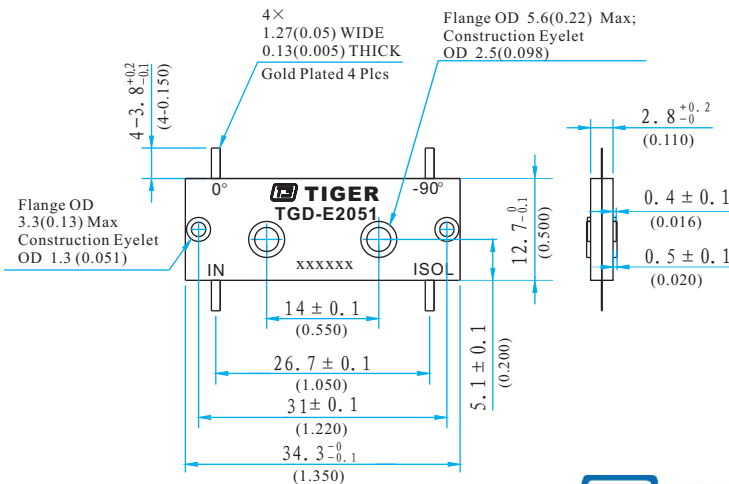 4×
1.27(0.05) WIDE
0.13(0.005) THICK
Gold Plated 4 Plcs
Flange OD 5.6(0.22) Max;
Construction Eyelet
OD 2.5(0.098)
4-3.8+0.2-0.1
(4-0.150)
2.8+0.2-0
(0.110)
0°
TIGER
-90°
TGD-E2051
Flange OD
3.3(0.13) Max
Construction Eyelet
OD 1.3 (0.051)
IN
xxxxxx
ISOL
12.7 0-0.1
(0.500)
0.4±0.1
(0.016)
0.5±0.1
(0.020)
14±0.1
(0.550)
5.1±0.1
(0.200)
26.7±0.1
(1.050)
31±0.1
(1.220)
34.3-0-0.1
(1.350)